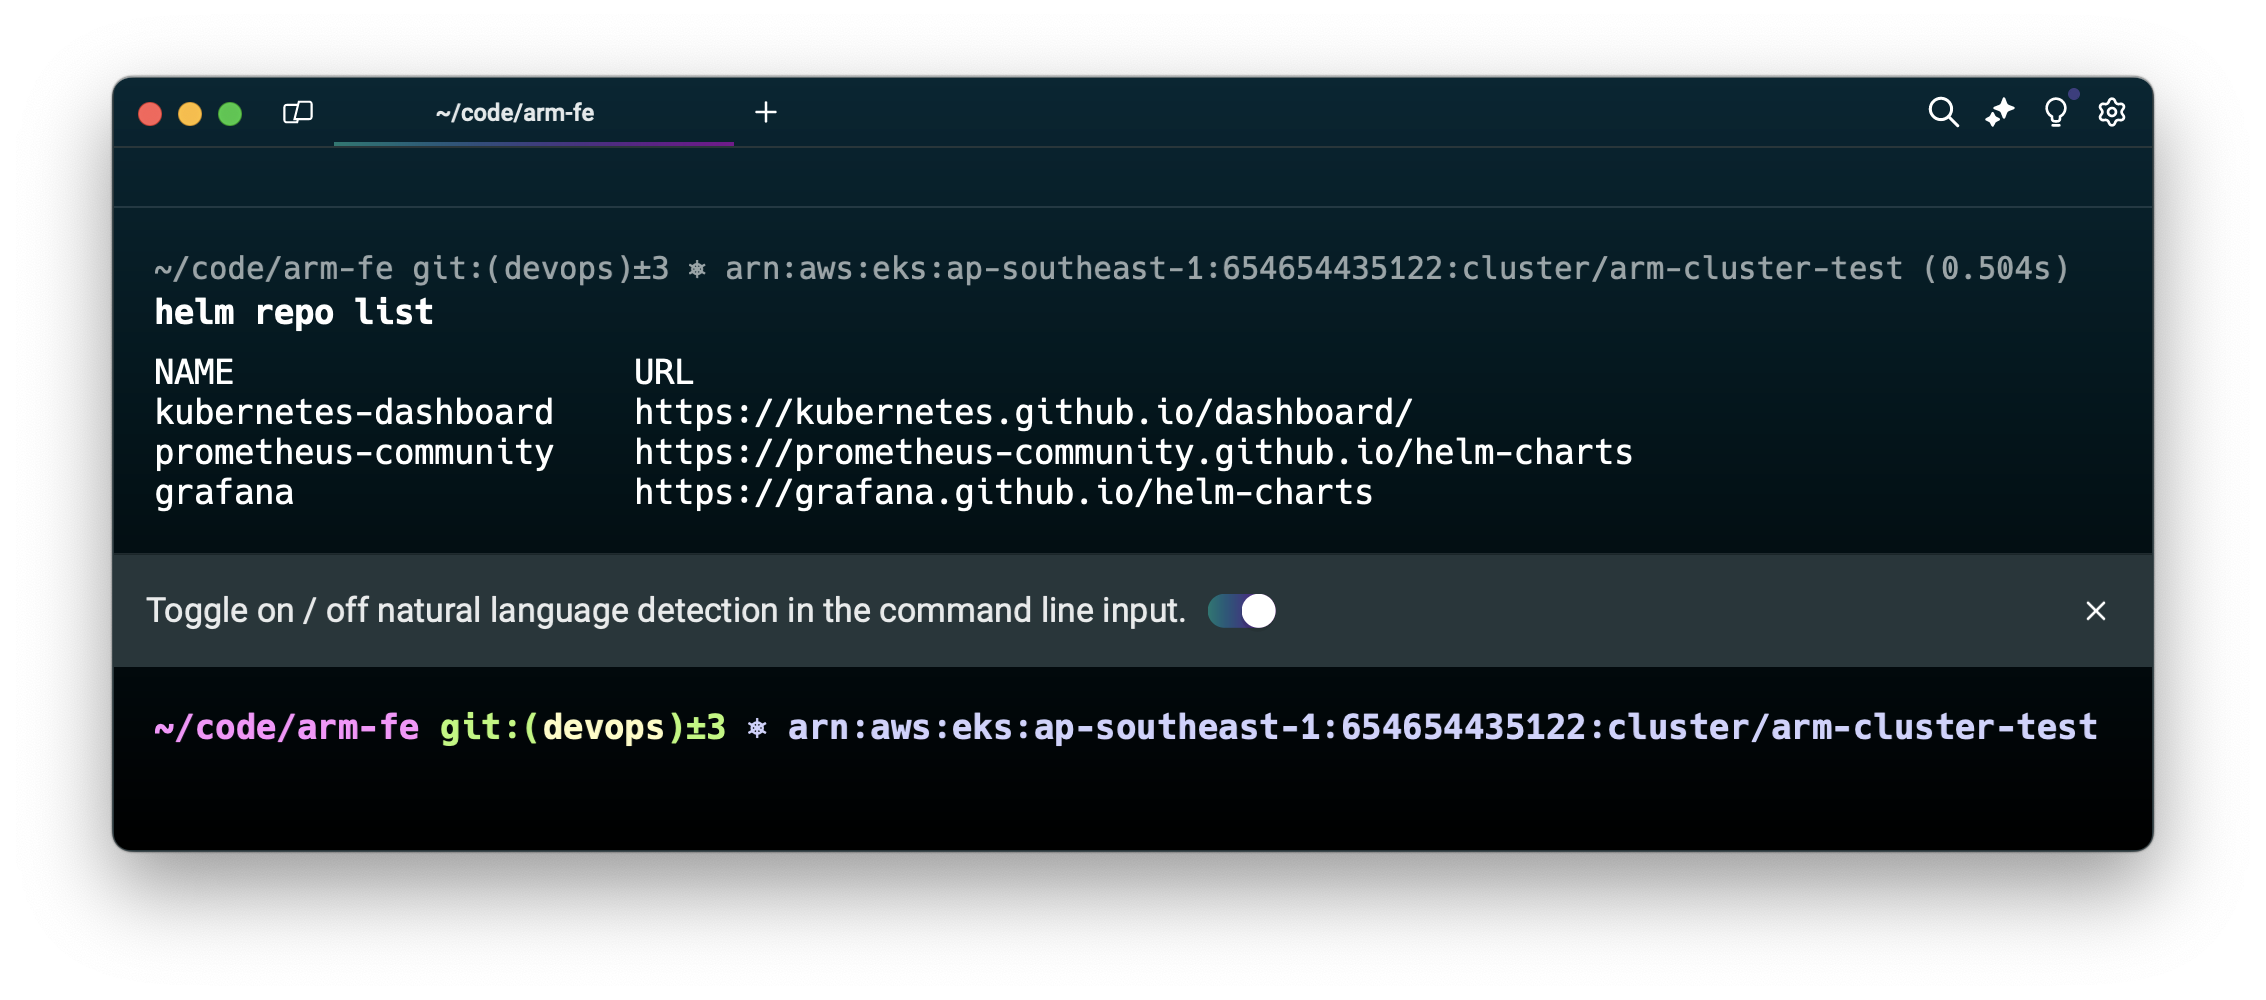 ~/code/arm-fe
~/code/arm-fe git:(devops)±3 ⎈ arn:aws:eks:ap-southeast-1:654654435122:cluster/arm-cluster-test (0.504s)
helm repo list
NAME URL
kubernetes-dashboard https://kubernetes.github.io/dashboard/
prometheus-community https://prometheus-community.github.io/helm-charts
grafana https://grafana.github.io/helm-charts
Toggle on / off natural language detection in the command line input.
~/code/arm-fe git:(devops)±3 ⎈ arn:aws:eks:ap-southeast-1:654654435122:cluster/arm-cluster-test